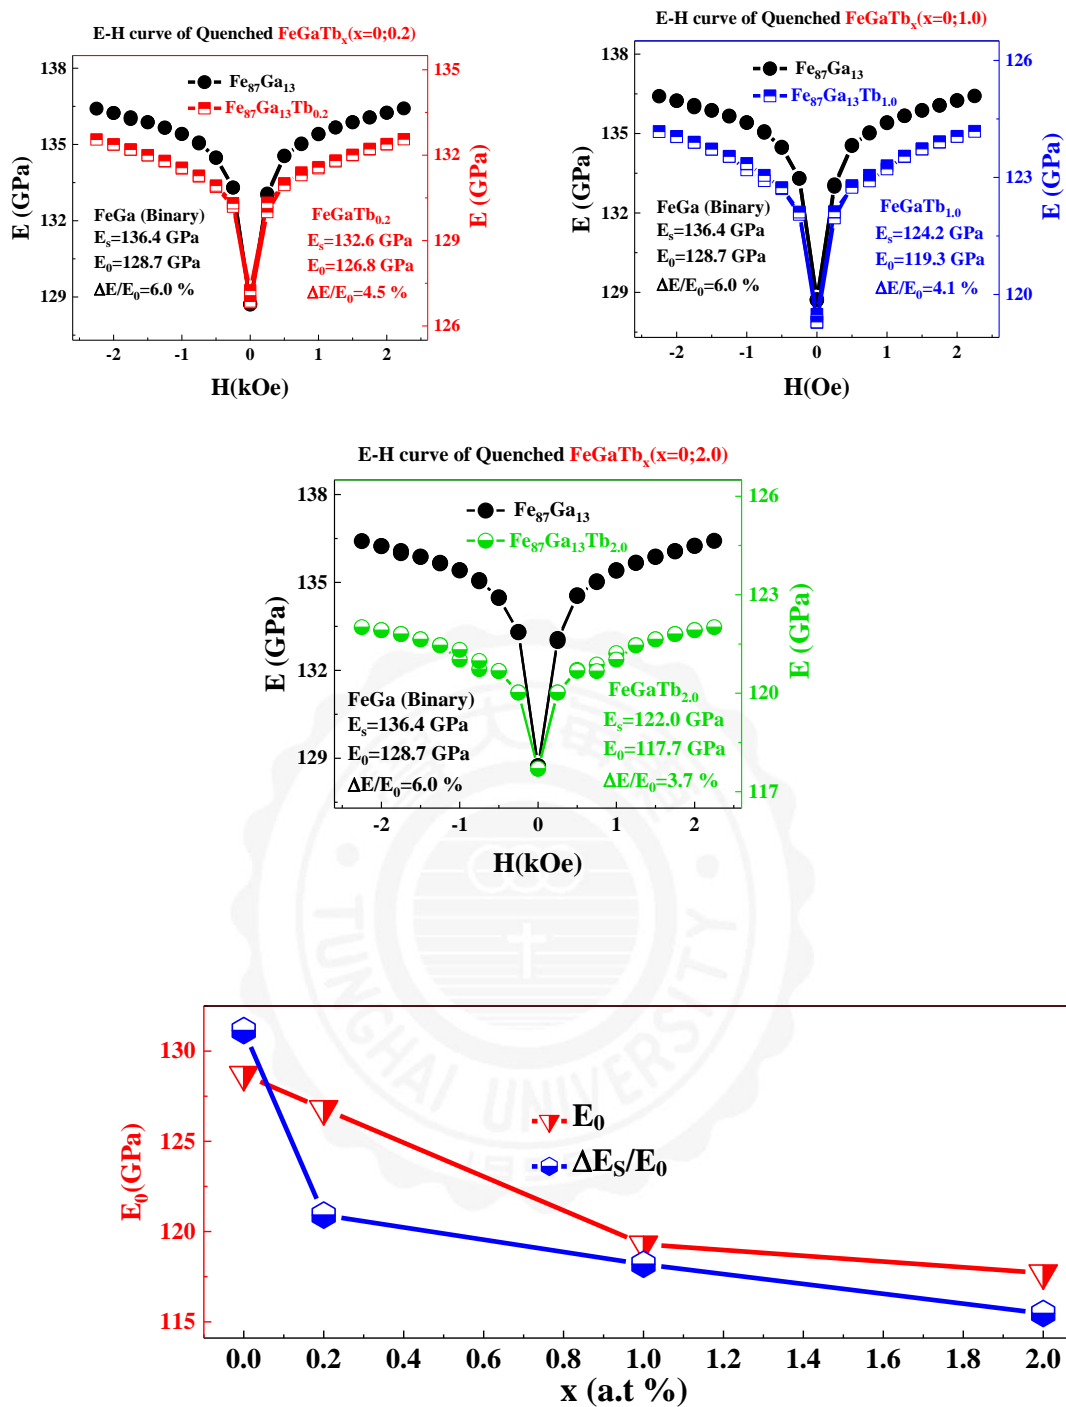 E-H curve of Quenched FeGaTbx(x=0;0.2)
138
135
132
129
E (GPa)
135
132
129
126
E (GPa)
Fe87Ga13
Fe87Ga13Tb0.2
FeGa (Binary)
Es=136.4 GPa
E0=128.7 GPa
ΔE/E0=6.0 %
FeGaTb0.2
Es=132.6 GPa
E0=126.8 GPa
ΔE/E0=4.5 %
-2 -1 0 1 2
H(kOe)
E-H curve of Quenched FeGaTbx(x=0;1.0)
138
135
132
129
E (GPa)
126
123
120
E (GPa)
Fe87Ga13
Fe87Ga13Tb1.0
FeGa (Binary)
Es=136.4 GPa
E0=128.7 GPa
ΔE/E0=6.0 %
FeGaTb1.0
Es=124.2 GPa
E0=119.3 GPa
ΔE/E0=4.1 %
-2 -1 0 1 2
H(Oe)
E-H curve of Quenched FeGaTbx(x=0;2.0)
138
135
132
129
E (GPa)
126
123
120
117
E (GPa)
Fe87Ga13
Fe87Ga13Tb2.0
FeGa (Binary)
Es=136.4 GPa
E0=128.7 GPa
ΔE/E0=6.0 %
FeGaTb2.0
Es=122.0 GPa
E0=117.7 GPa
ΔE/E0=3.7 %
-2 -1 0 1 2
H(kOe)
TUNGHAI UNIVERSITY
130
125
120
115
E0(GPa)
E0
ΔES/E0
0.0 0.2 0.4 0.6 0.8 1.0 1.2 1.4 1.6 1.8 2.0
x (a.t %)